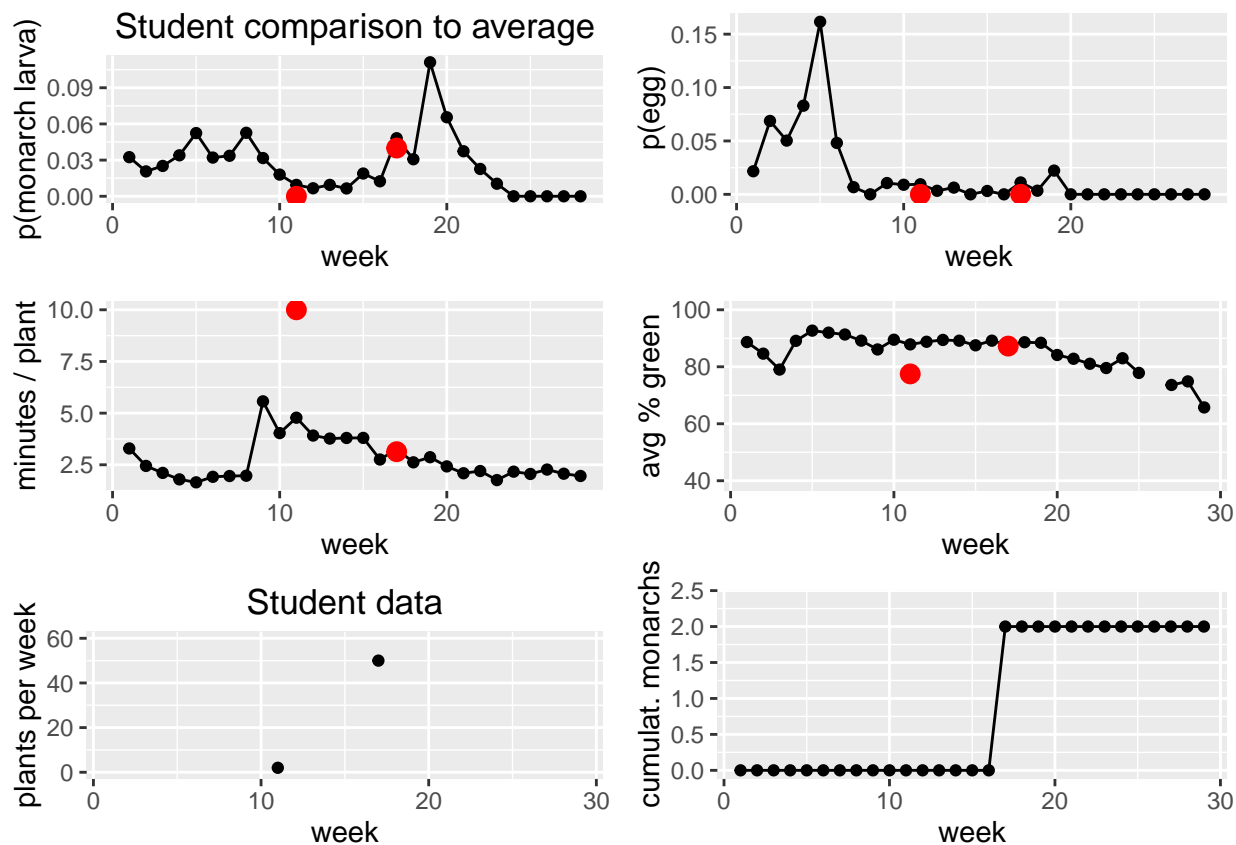 Student comparison to average
p(monarch larva)
0.09
0.06
0.03
0.00
0 10 20
week
p(egg)
0.15
0.10
0.05
0.00
0 10 20
week
minutes / plant
10.0
7.5
5.0
2.5
0 10 20
week
avg % green
100
80
60
40
0 10 20 30
week
Student data
plants per week
60
40
20
0
0 10 20 30
week
cumulat. monarchs
2.5
2.0
1.5
1.0
0.5
0.0
0 10 20 30
week